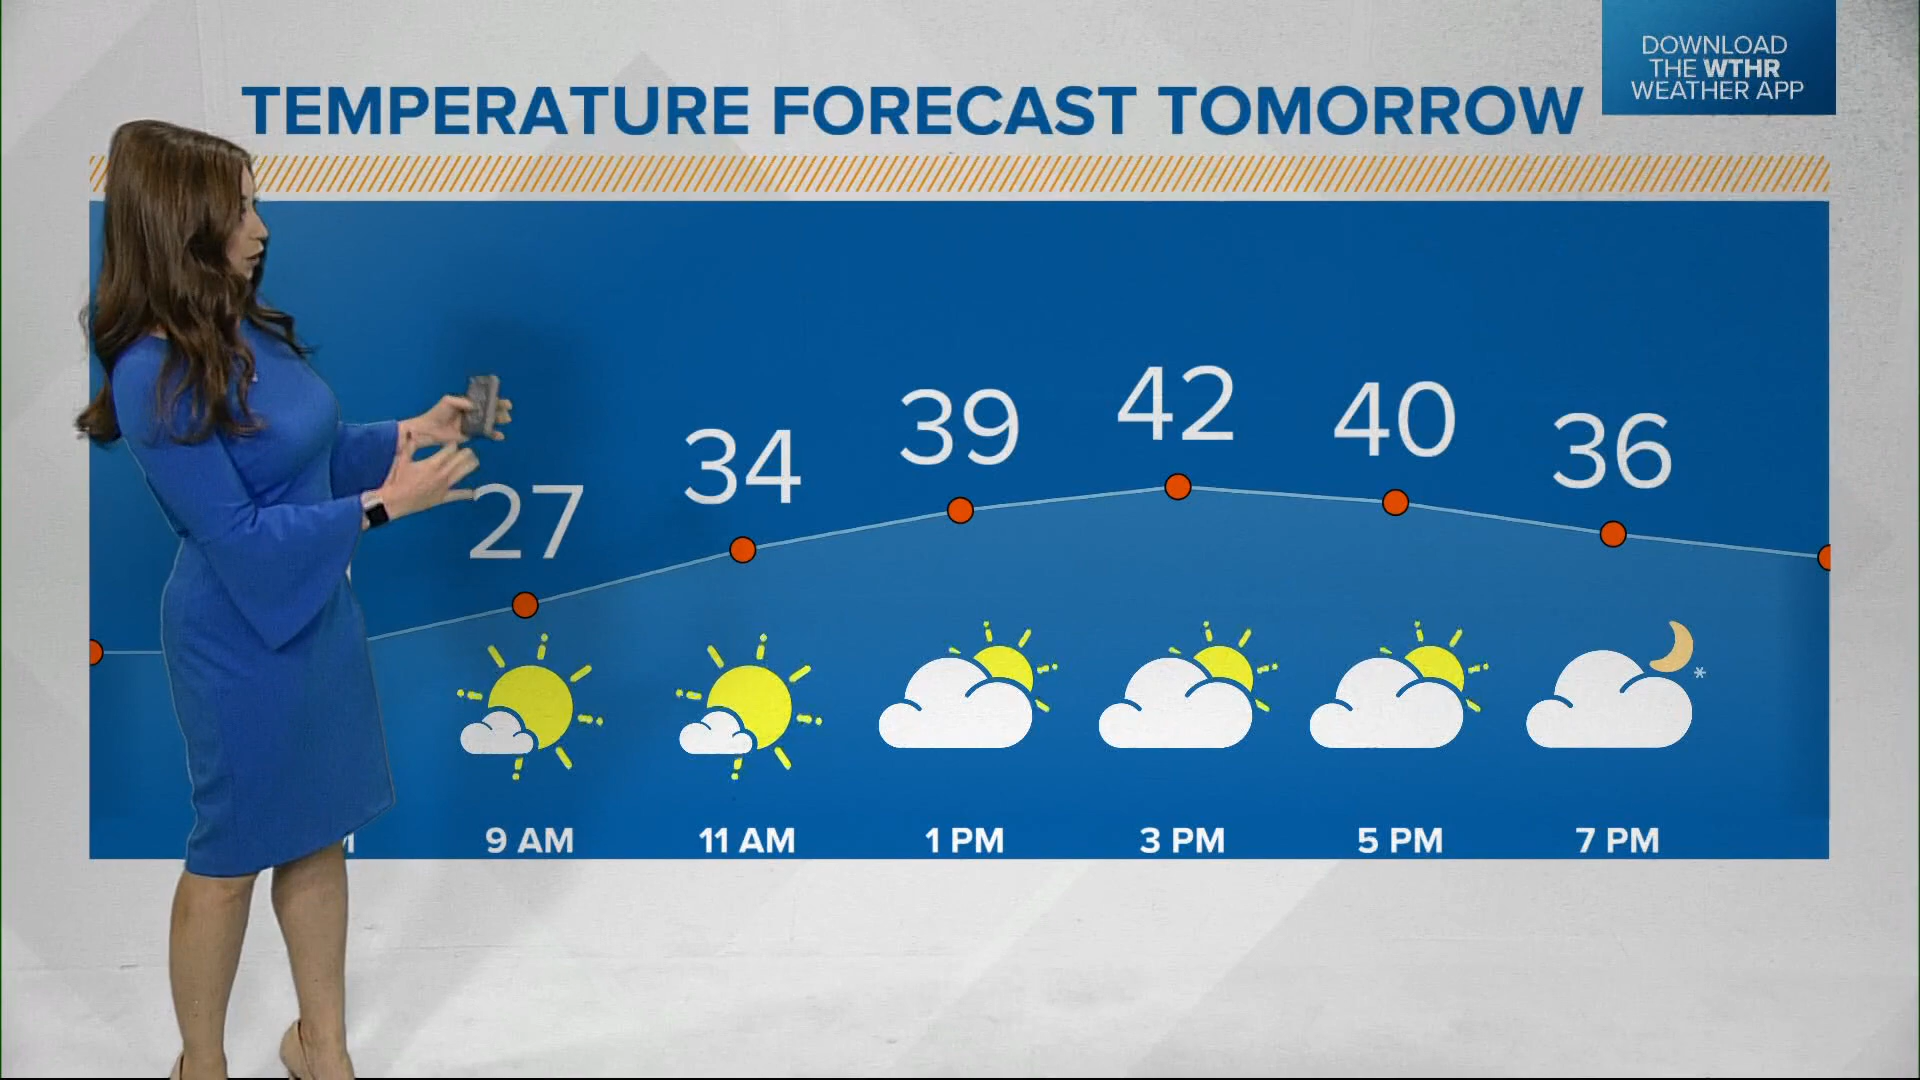 DOWNLOAD
THE WTHR
WEATHER APP
TEMPERATURE FORECAST TOMORROW
27 34 39 42 40 36
9 AM 11 AM 1 PM 3 PM 5 PM 7 PM